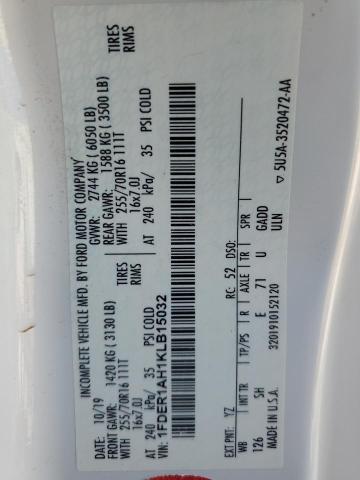 INCOMPLETE VEHICLE MFD. BY FORD MOTOR COMPANY
DATE: 10/19 GVWR: 2744 KG ( 6050 LB)
FRONT GAWR: REAR GAWR:
1420 KG ( 3130 LB) 1588 KG ( 3500 LB)
WITH TIRES WITH TIRES
255/70R16 111T 255/70R16 111T
16x7.0J RIMS 16x7.0J RIMS
AT 240 kPa/ 35 PSI COLD AT 240 kPa/ 35 PSI COLD
VIN: 1FDER1AH1KLB15032
EXT PNT: YZ RC: 52 DSO:
WB INT TR TP/PS R AXLE TR SPR
126 SH E 71 U GADD
ULN
MADE IN U.S.A. 3201910152120
▽ 5U5A-3520472-AA